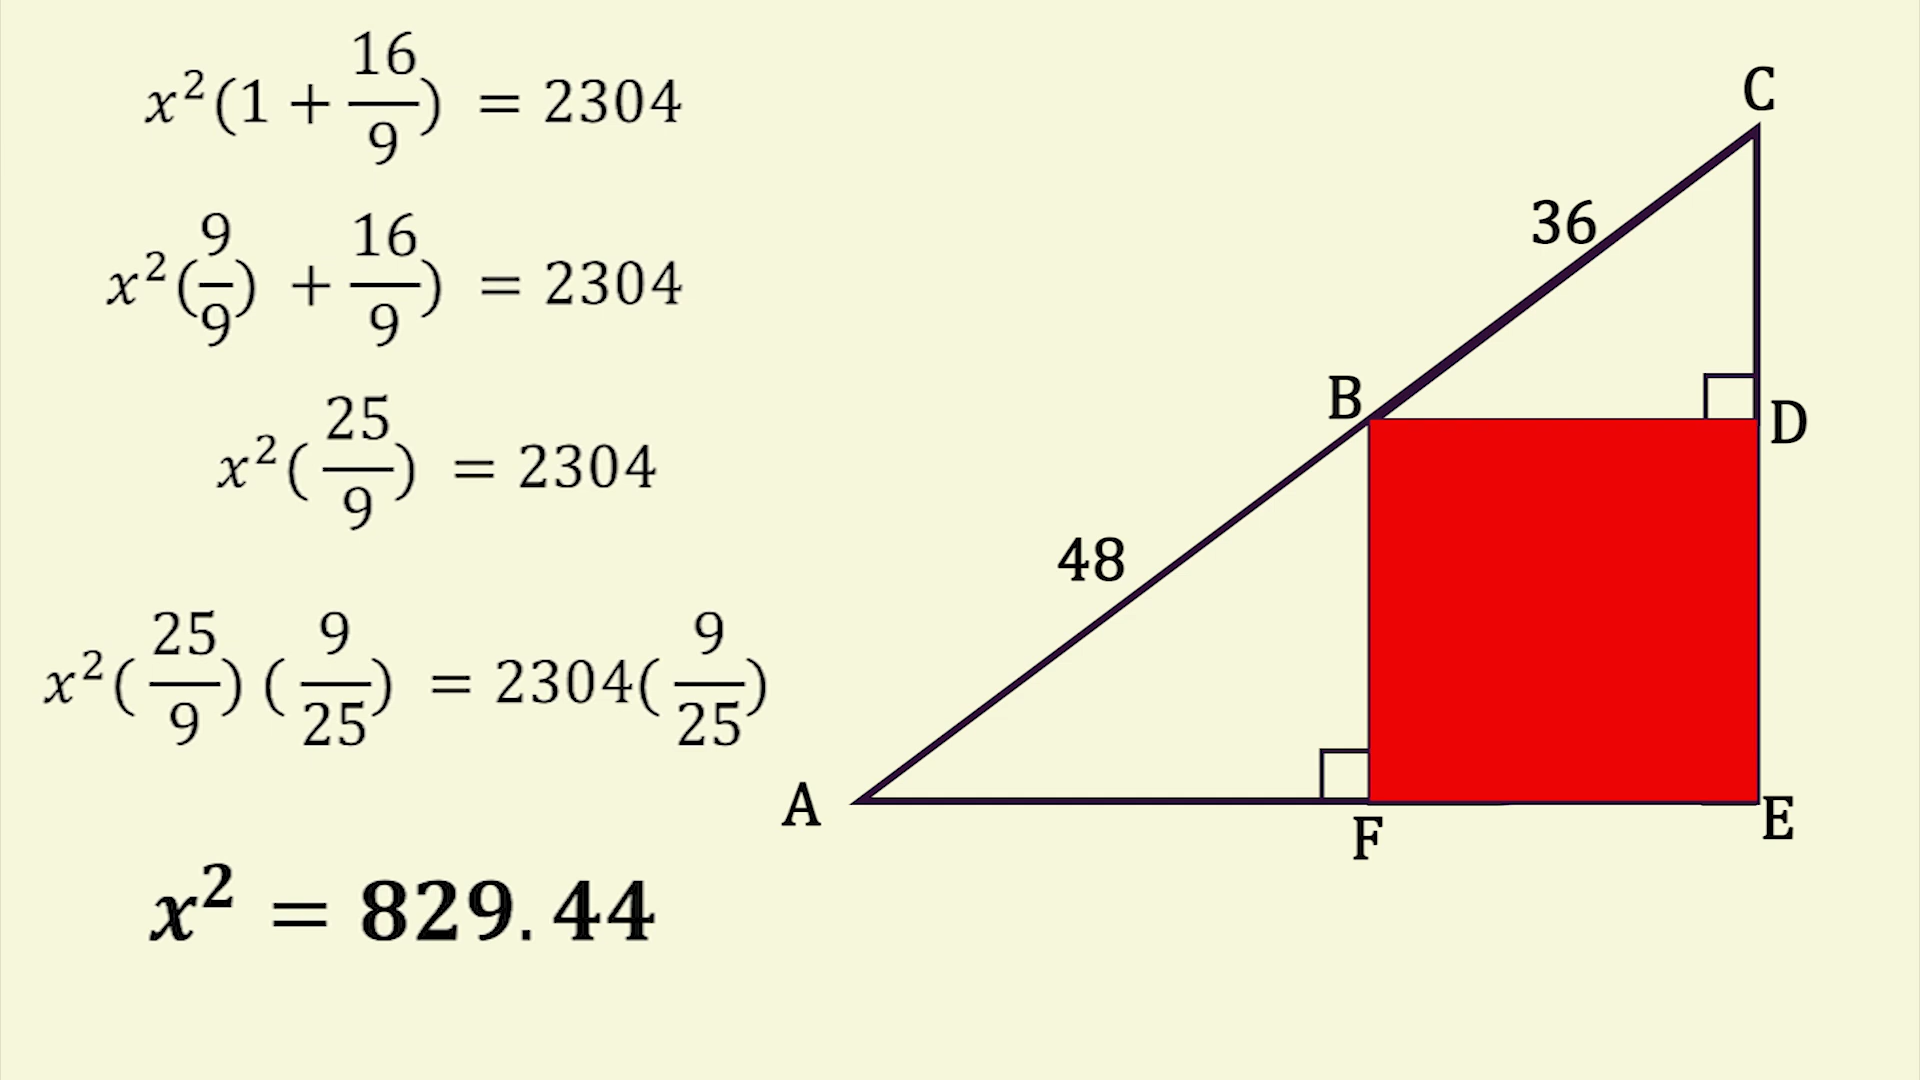 x²(1 + 16/9) = 2304
x²(9/9) + 16/9) = 2304
x²(25/9) = 2304
x²(25/9) (9/25) = 2304(9/25)
x² = 829.44
C
36
B
D
48
A
F
E